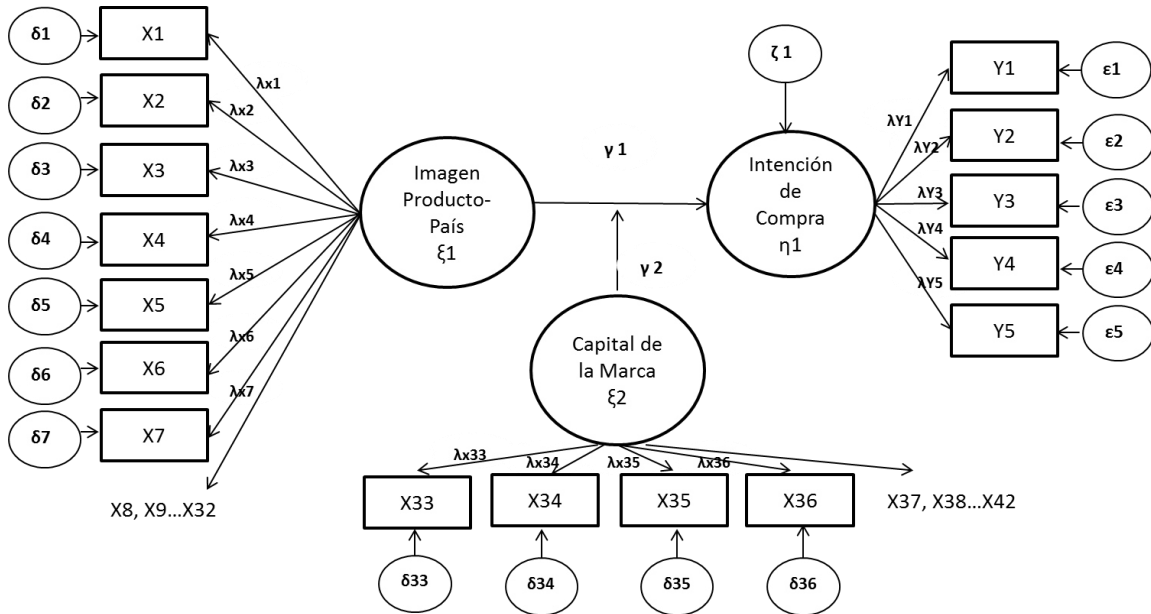 δ1
X1
δ2
X2
δ3
X3
δ4
X4
δ5
X5
δ6
X6
δ7
X7
X8, X9...X32
λx1
λx2
λx3
λx4
λx5
λx6
λx7
Imagen
Producto-
País
ξ1
γ 1
γ 2
ζ 1
Intención
de
Compra
η1
λY1
λY2
λY3
λY4
λY5
Y1
Y2
Y3
Y4
Y5
ε1
ε2
ε3
ε4
ε5
Capital de
la Marca
ξ2
λx33
λx34
λx35
λx36
X33
X34
X35
X36
X37, X38...X42
δ33
δ34
δ35
δ36